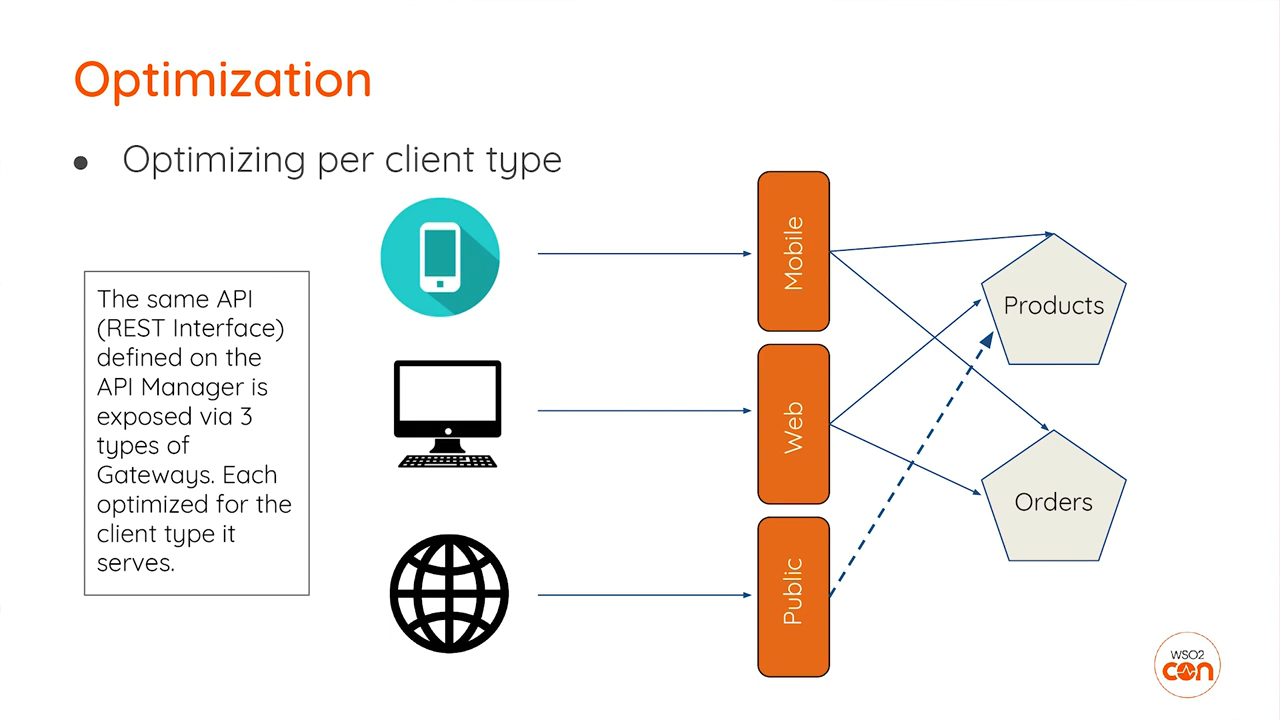 Optimization
● Optimizing per client type
The same API
(REST Interface)
defined on the
API Manager is
exposed via 3
types of
Gateways. Each
optimized for the
client type it
serves.
Mobile
Web
Public
Products
Orders
WSO2
con